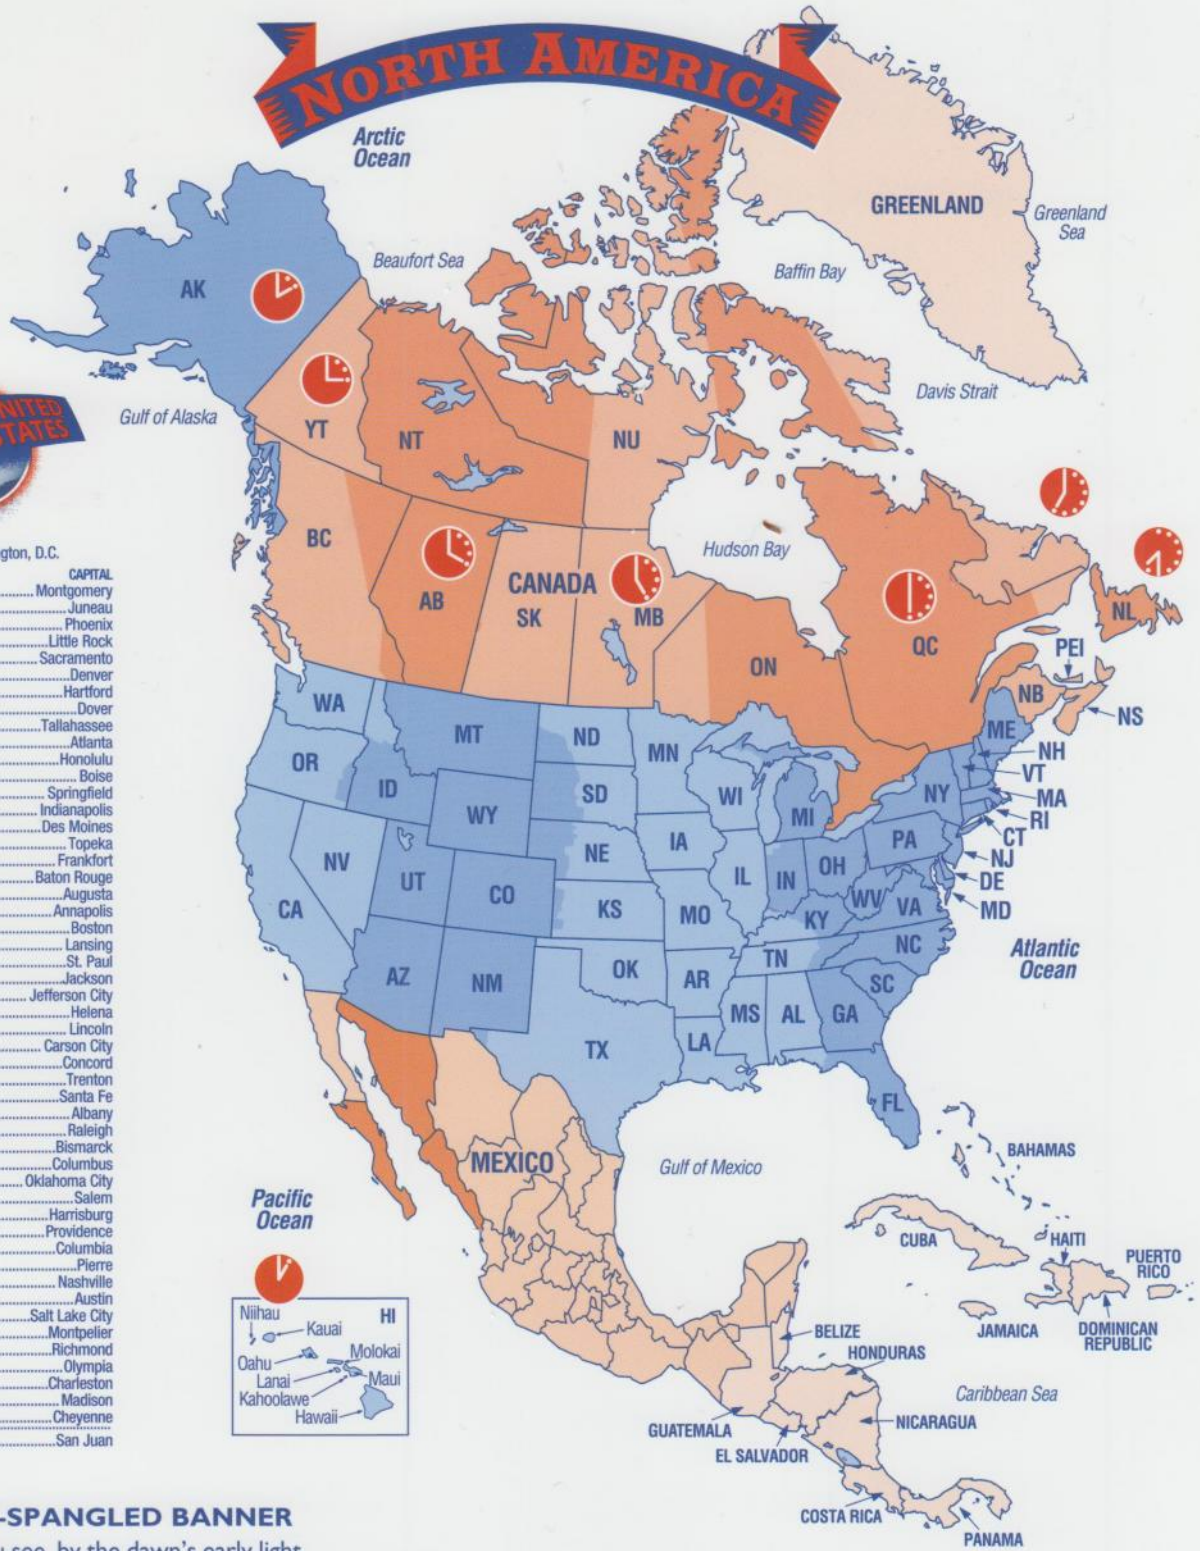 NORTH AMERICA
Arctic
Ocean
GREENLAND
Greenland
Sea
Beaufort Sea
Baffin Bay
AK
Davis Strait
Gulf of Alaska
NITED
TATES
YT
NT
NU
BC
Hudson Bay
gton, D.C.
CANADA
AB
SK
MB
ON
QC
NL
PEI
NB
NS
CAPITAL
Montgomery
Juneau
Phoenix
Little Rock
Sacramento
Denver
Hartford
Dover
Tallahassee
Atlanta
Honolulu
Boise
Springfield
Indianapolis
Des Moines
Topeka
Frankfort
Baton Rouge
Augusta
Annapolis
Boston
Lansing
St. Paul
Jackson
Jefferson City
Helena
Lincoln
Carson City
Concord
Trenton
Santa Fe
Albany
Raleigh
Bismarck
Columbus
Oklahoma City
Salem
Harrisburg
Providence
Columbia
Pierre
Nashville
Austin
Salt Lake City
Montpelier
Richmond
Olympia
Charleston
Madison
Cheyenne
San Juan
WA
MT
ND
MN
ME
NH
OR
ID
SD
WI
MI
NY
VT
MA
RI
CT
WY
NE
IA
PA
NJ
NV
UT
CO
IL
IN
OH
DE
CA
KS
MO
KY
WV
VA
MD
AZ
NM
OK
AR
TN
NC
SC
Atlantic
Ocean
TX
LA
MS
AL
GA
FL
MEXICO
Gulf of Mexico
BAHAMAS
Pacific
Ocean
CUBA
HAITI
PUERTO
RICO
JAMAICA
DOMINICAN
REPUBLIC
Niihau
HI
Kauai
Oahu
Molokai
Lanai
Maui
Kahoolawe
Hawaii
BELIZE
HONDURAS
Caribbean Sea
GUATEMALA
NICARAGUA
EL SALVADOR
COSTA RICA
PANAMA
-SPANGLED BANNER
see, by the dawn's early light